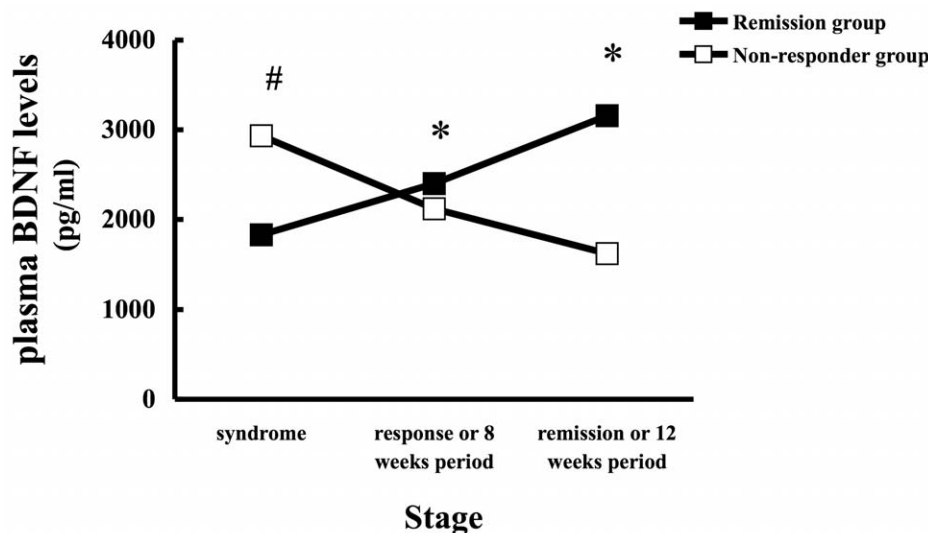 Remission group
Non-responder group
4000
3000
2000
1000
0
plasma BDNF levels
(pg/ml)
#
*
*
syndrome
response or 8
weeks period
remission or 12
weeks period
Stage